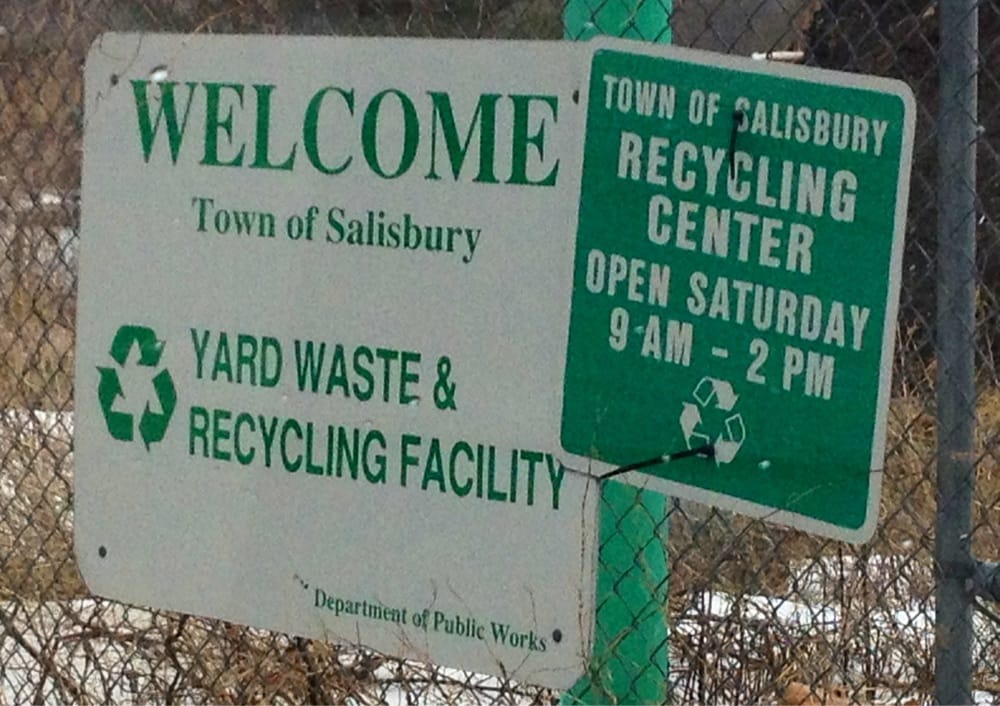 WELCOME
Town of Salisbury
YARD WASTE &
RECYCLING FACILITY
Department of Public Works
TOWN OF SALISBURY
RECYCLING
CENTER
OPEN SATURDAY
9 AM - 2 PM